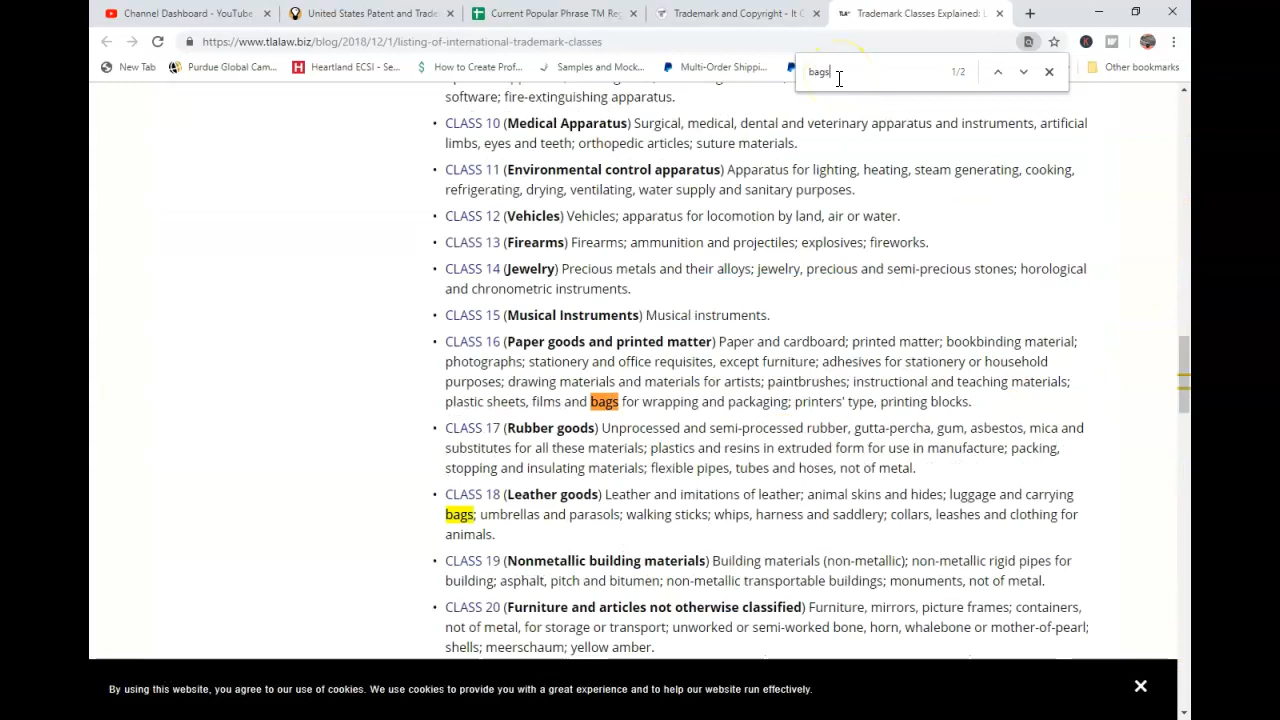 Channel Dashboard - YouTube
United States Patent and Trade
Current Popular Phrase TM Reg
Trademark and Copyright - It C
Trademark Classes Explained: L
https://www.tlalaw.biz/blog/2018/12/1/listing-of-international-trademark-classes
New Tab
Purdue Global Cam...
Heartland ECSI - Se...
How to Create Prof...
Samples and Mock...
Multi-Order Shippi...
Other bookmarks
bags
1/2
software; fire-extinguishing apparatus.
• CLASS 10 (Medical Apparatus) Surgical, medical, dental and veterinary apparatus and instruments, artificial
limbs, eyes and teeth; orthopedic articles; suture materials.
• CLASS 11 (Environmental control apparatus) Apparatus for lighting, heating, steam generating, cooking,
refrigerating, drying, ventilating, water supply and sanitary purposes.
• CLASS 12 (Vehicles) Vehicles; apparatus for locomotion by land, air or water.
• CLASS 13 (Firearms) Firearms; ammunition and projectiles; explosives; fireworks.
• CLASS 14 (Jewelry) Precious metals and their alloys; jewelry, precious and semi-precious stones; horological
and chronometric instruments.
• CLASS 15 (Musical Instruments) Musical instruments.
• CLASS 16 (Paper goods and printed matter) Paper and cardboard; printed matter; bookbinding material;
photographs; stationery and office requisites, except furniture; adhesives for stationery or household
purposes; drawing materials and materials for artists; paintbrushes; instructional and teaching materials;
plastic sheets, films and bags for wrapping and packaging; printers' type, printing blocks.
• CLASS 17 (Rubber goods) Unprocessed and semi-processed rubber, gutta-percha, gum, asbestos, mica and
substitutes for all these materials; plastics and resins in extruded form for use in manufacture; packing,
stopping and insulating materials; flexible pipes, tubes and hoses, not of metal.
• CLASS 18 (Leather goods) Leather and imitations of leather; animal skins and hides; luggage and carrying
bags; umbrellas and parasols; walking sticks; whips, harness and saddlery; collars, leashes and clothing for
animals.
• CLASS 19 (Nonmetallic building materials) Building materials (non-metallic); non-metallic rigid pipes for
building; asphalt, pitch and bitumen; non-metallic transportable buildings; monuments, not of metal.
• CLASS 20 (Furniture and articles not otherwise classified) Furniture, mirrors, picture frames; containers,
not of metal, for storage or transport; unworked or semi-worked bone, horn, whalebone or mother-of-pearl;
shells; meerschaum; yellow amber.
By using this website, you agree to our use of cookies. We use cookies to provide you with a great experience and to help our website run effectively.